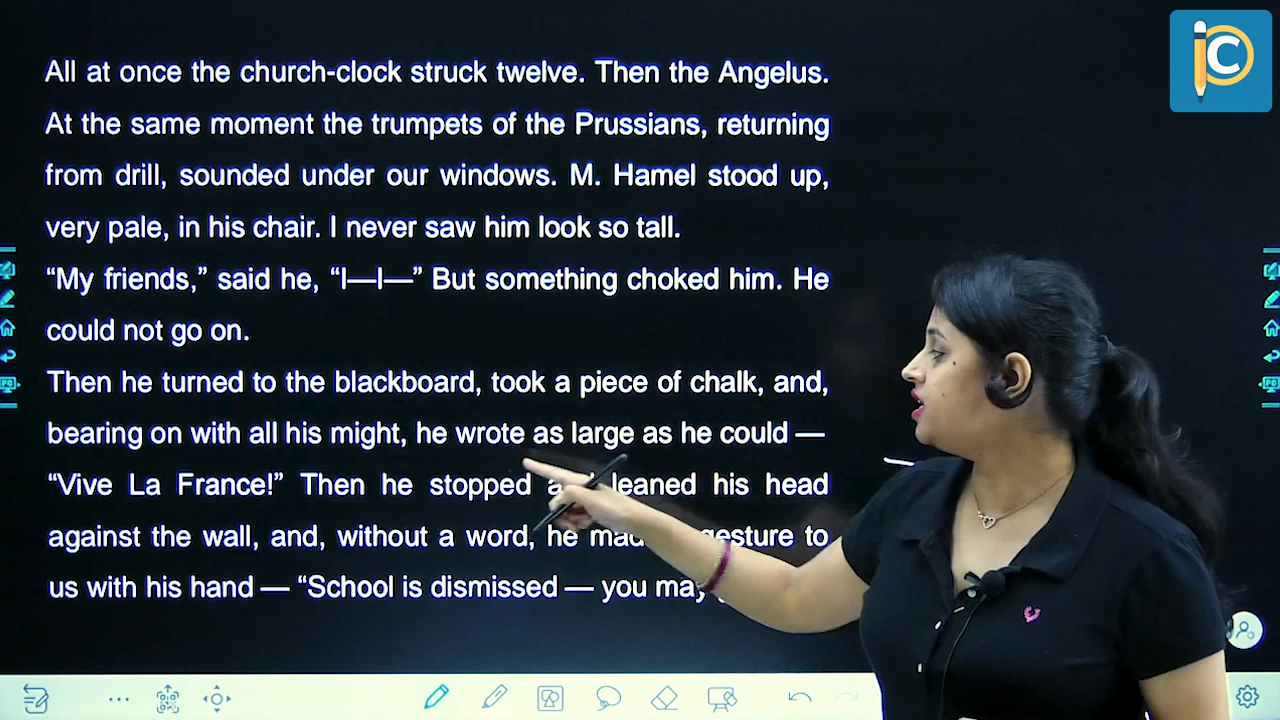 All at once the church-clock struck twelve. Then the Angelus.
At the same moment the trumpets of the Prussians, returning
from drill, sounded under our windows. M. Hamel stood up,
very pale, in his chair. I never saw him look so tall.
“My friends,” said he, “I—I—” But something choked him. He
could not go on.
Then he turned to the blackboard, took a piece of chalk, and,
bearing on with all his might, he wrote as large as he could —
“Vive La France!” Then he stopped leaned his head
against the wall, and, without a word, he gesture to
us with his hand — “School is dismissed — you may